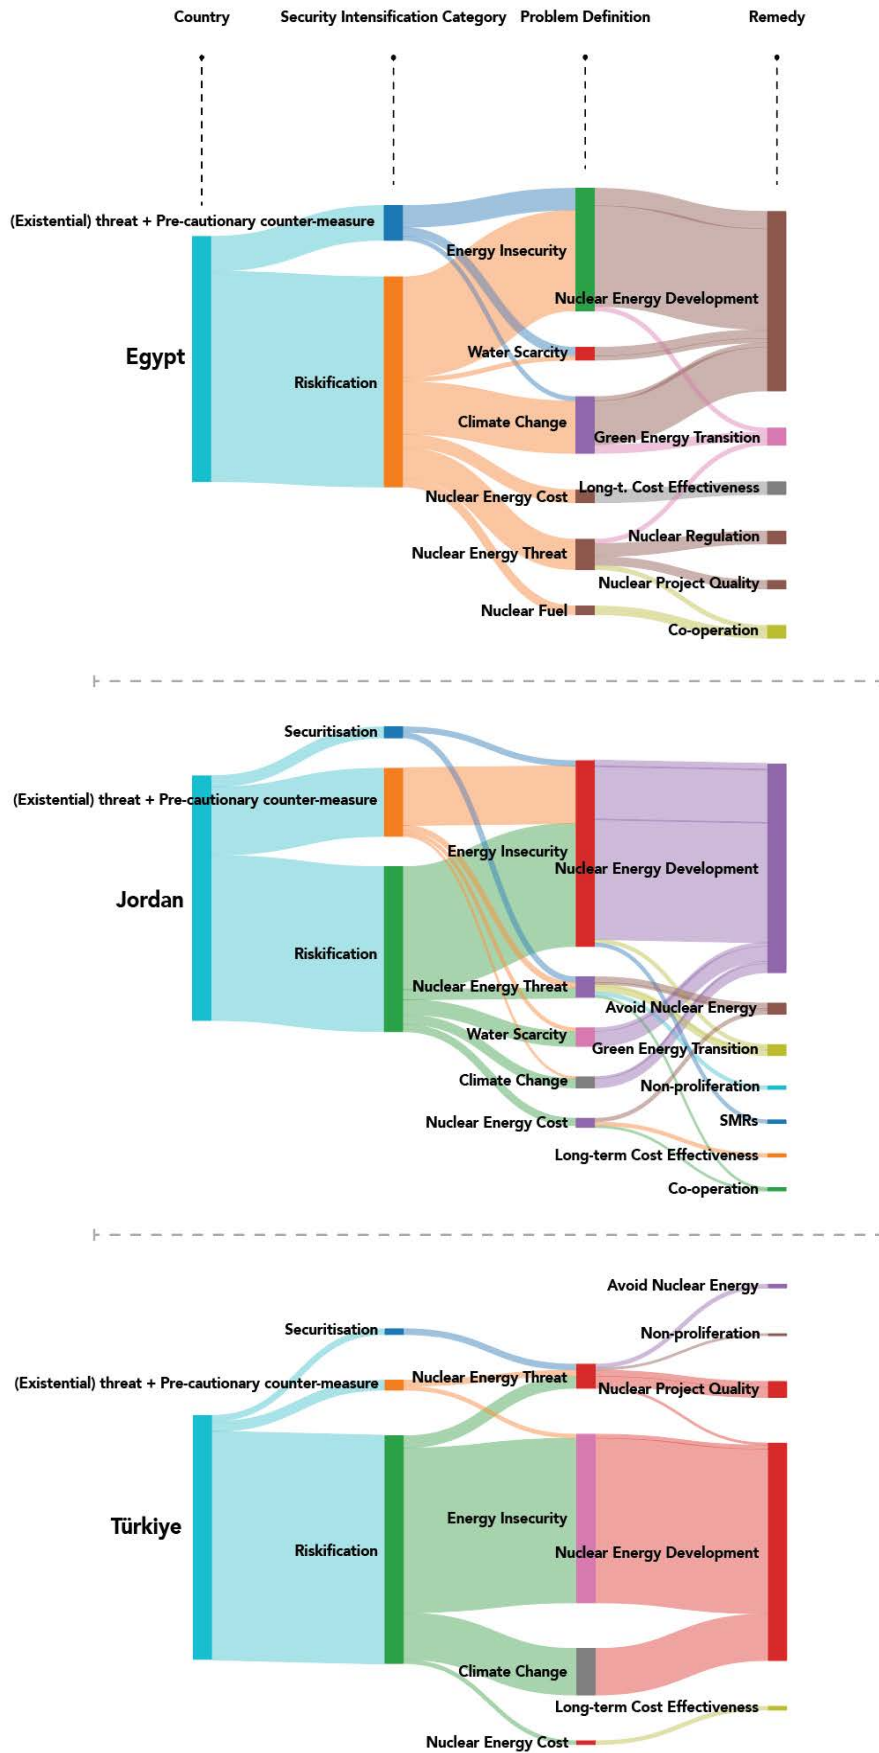 Country
Security Intensification Category
Problem Definition
Remedy
(Existential) threat + Pre-cautionary counter-measure
Energy Insecurity
Nuclear Energy Development
Egypt
Water Scarcity
Riskification
Climate Change
Green Energy Transition
Nuclear Energy Cost
Long-t. Cost Effectiveness
Nuclear Regulation
Nuclear Energy Threat
Nuclear Project Quality
Nuclear Fuel
Co-operation
Securitisation
(Existential) threat + Pre-cautionary counter-measure
Energy Insecurity
Nuclear Energy Development
Jordan
Riskification
Nuclear Energy Threat
Avoid Nuclear Energy
Water Scarcity
Green Energy Transition
Climate Change
Non-proliferation
Nuclear Energy Cost
SMRs
Long-term Cost Effectiveness
Co-operation
Avoid Nuclear Energy
Securitisation
Non-proliferation
(Existential) threat + Pre-cautionary counter-measure
Nuclear Energy Threat
Nuclear Project Quality
Energy Insecurity
Türkiye
Riskification
Nuclear Energy Development
Climate Change
Long-term Cost Effectiveness
Nuclear Energy Cost